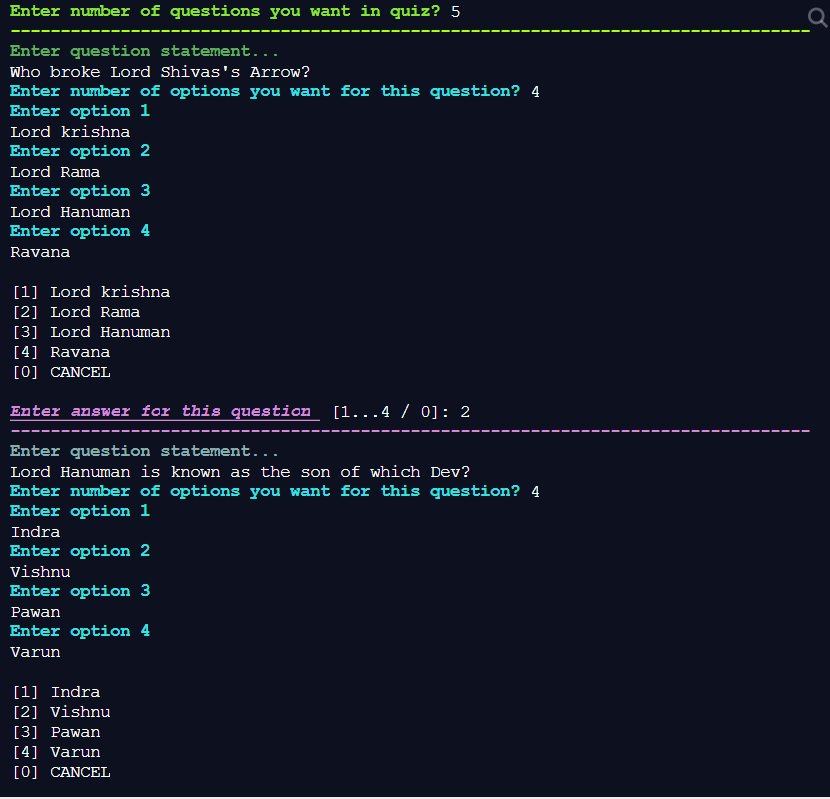 Enter number of questions you want in quiz? 5
--------------------------------------------------------------------------------
Enter question statement...
Who broke Lord Shivas's Arrow?
Enter number of options you want for this question? 4
Enter option 1
Lord krishna
Enter option 2
Lord Rama
Enter option 3
Lord Hanuman
Enter option 4
Ravana
[1] Lord krishna
[2] Lord Rama
[3] Lord Hanuman
[4] Ravana
[0] CANCEL
Enter answer for this question [1...4 / 0]: 2
--------------------------------------------------------------------------------
Enter question statement...
Lord Hanuman is known as the son of which Dev?
Enter number of options you want for this question? 4
Enter option 1
Indra
Enter option 2
Vishnu
Enter option 3
Pawan
Enter option 4
Varun
[1] Indra
[2] Vishnu
[3] Pawan
[4] Varun
[0] CANCEL